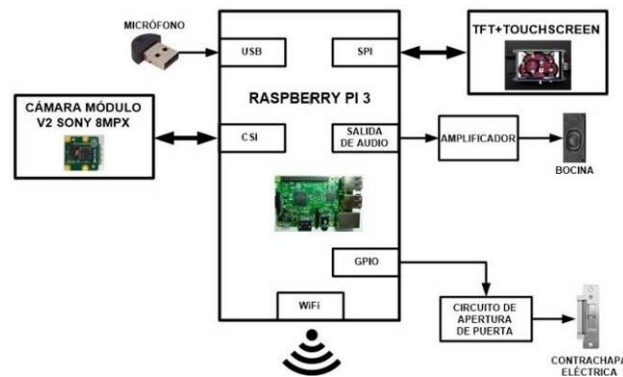 MICRÓFONO
USB
SPI
TFT+TOUCHSCREEN
RASPBERRY PI 3
CÁMARA MÓDULO
V2 SONY 8MPX
CSI
SALIDA
DE AUDIO
AMPLIFICADOR
BOCINA
GPIO
WiFi
CIRCUITO DE
APERTURA
DE PUERTA
CONTRACHAPA
ELÉCTRICA